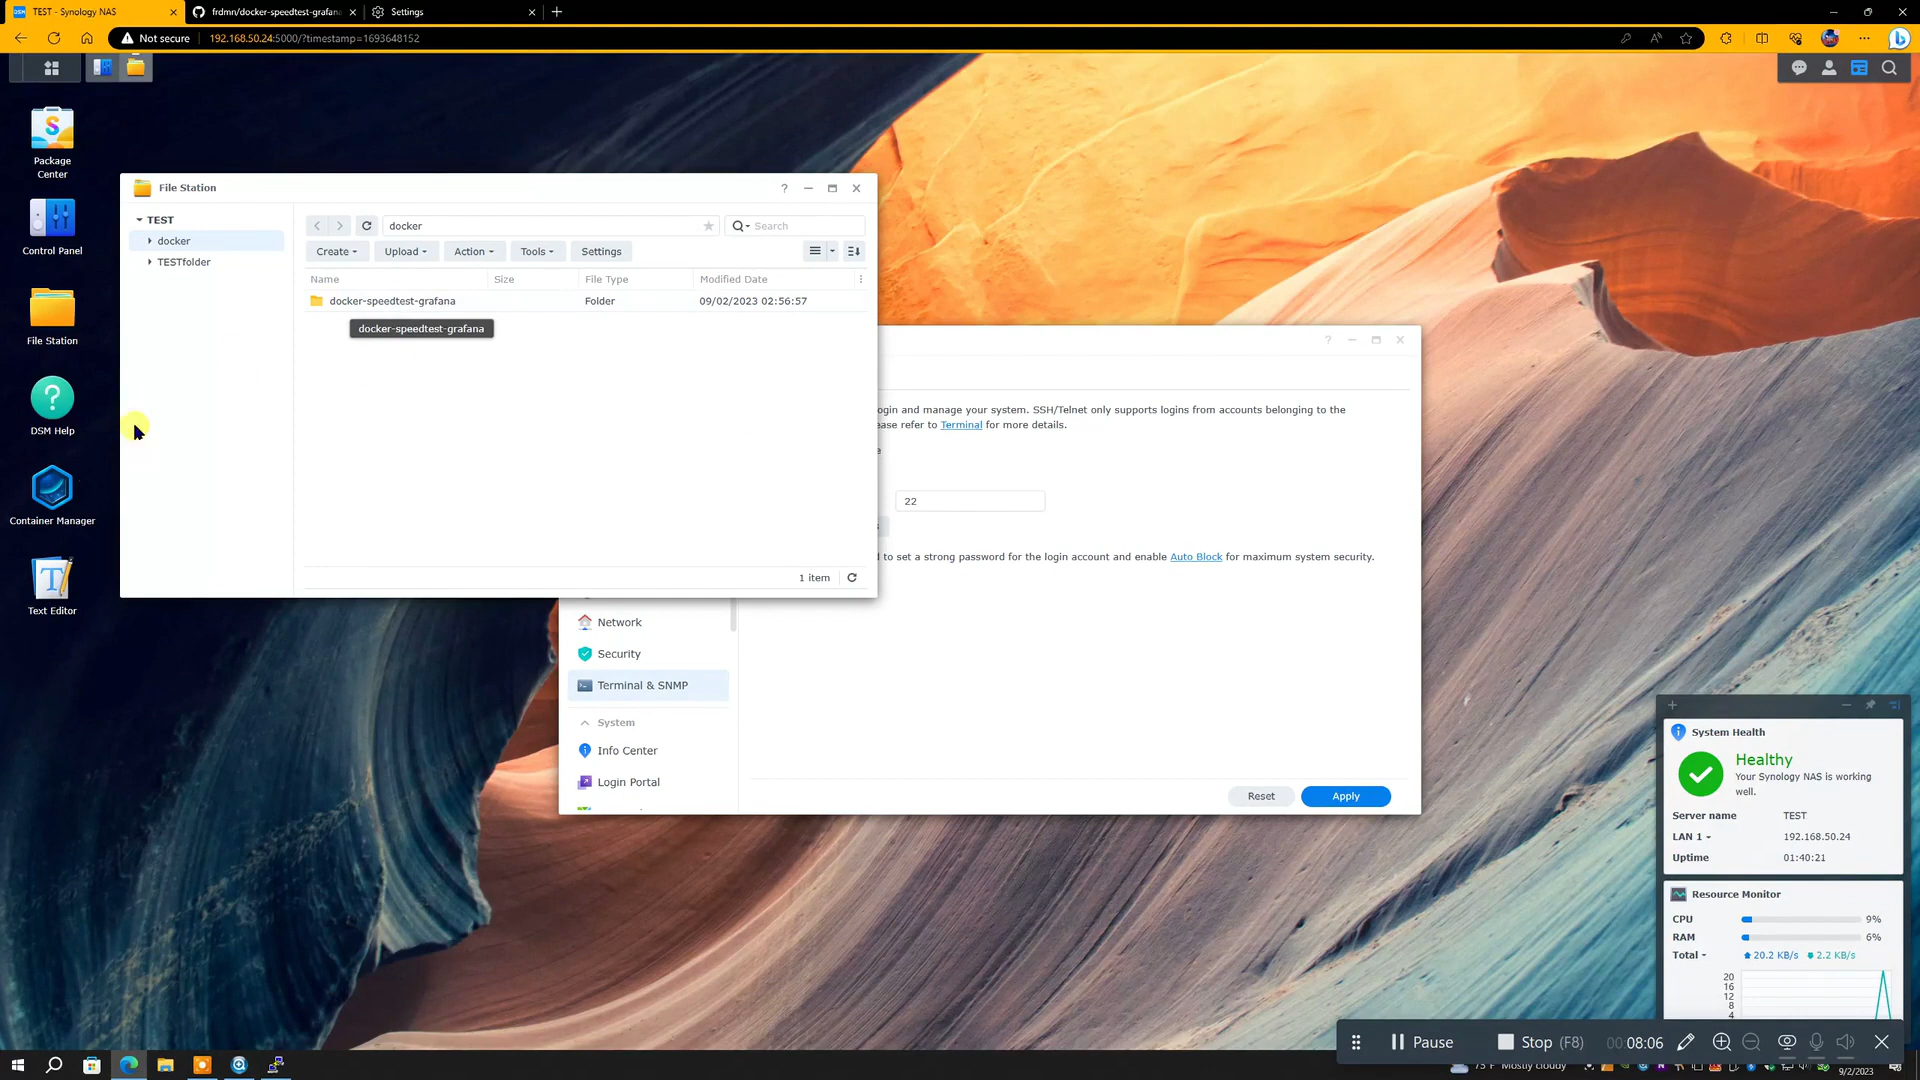 TEST - Synology NAS
frdmn/docker-speedtest-grafana
Settings
Not secure
192.168.50.24:5000/?timestamp=1693648152
Package
Center
Control Panel
File Station
DSM Help
Container Manager
Text Editor
File Station
TEST
docker
TESTfolder
docker
Search
Create
Upload
Action
Tools
Settings
Name
Size
File Type
Modified Date
docker-speedtest-grafana
Folder
09/02/2023 02:56:57
docker-speedtest-grafana
1 item
ogin and manage your system. SSH/Telnet only supports logins from accounts belonging to the
ease refer to Terminal for more details.
e
22
s
d to set a strong password for the login account and enable Auto Block for maximum system security.
Network
Security
Terminal & SNMP
System
Info Center
Login Portal
Reset
Apply
System Health
Healthy
Your Synology NAS is working
well.
Server name TEST
LAN 1 192.168.50.24
Uptime 01:40:21
Resource Monitor
CPU 9%
RAM 6%
Total 20.2 KB/s 2.2 KB/s
20
16
12
8
4
Pause
Stop (F8)
00:08:06
75°F Mostly cloudy
9/2/2023